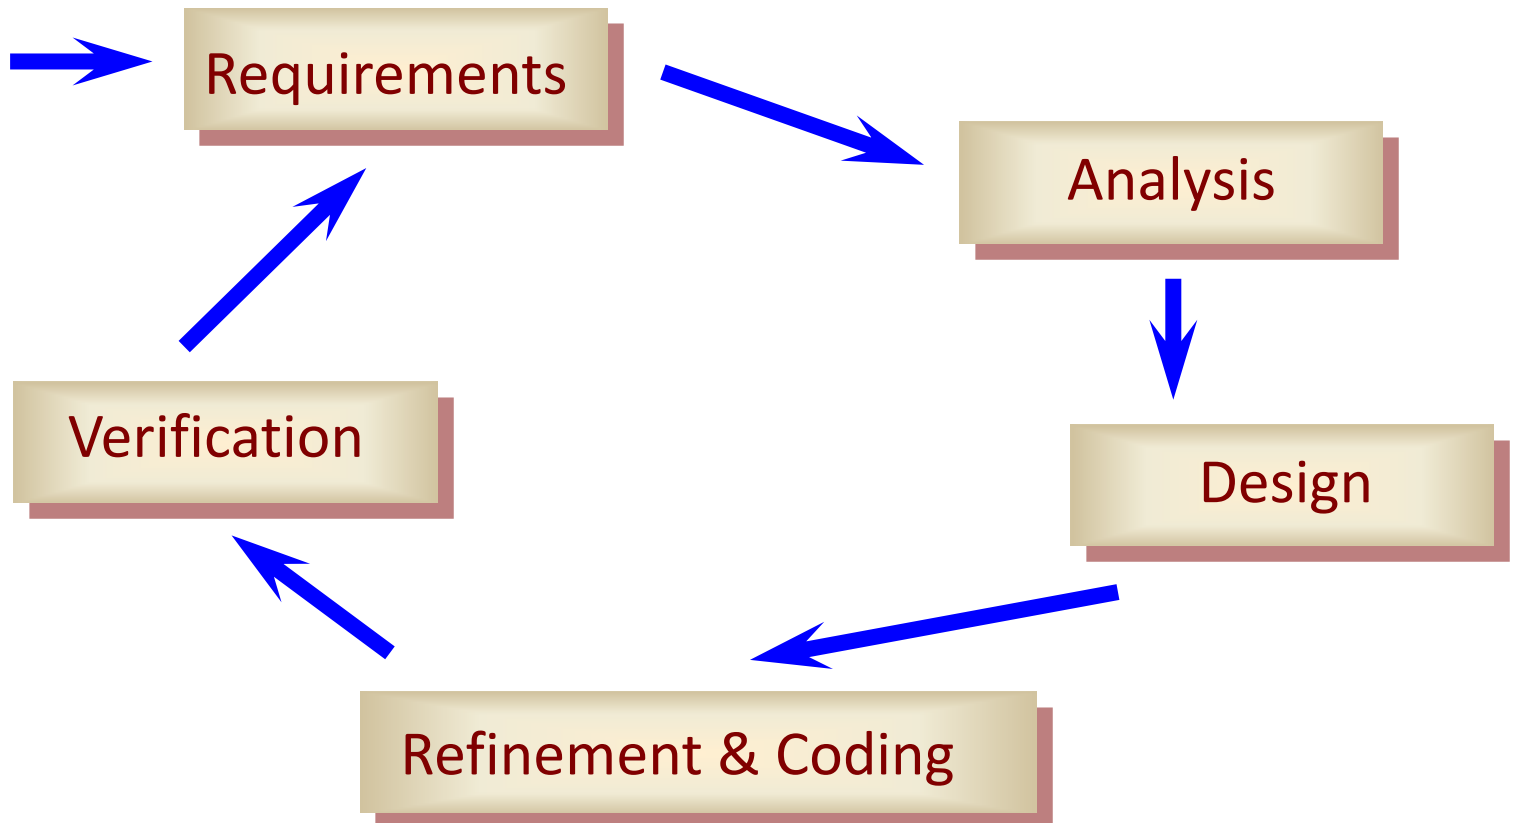 Requirements
Analysis
Design
Refinement & Coding
Verification